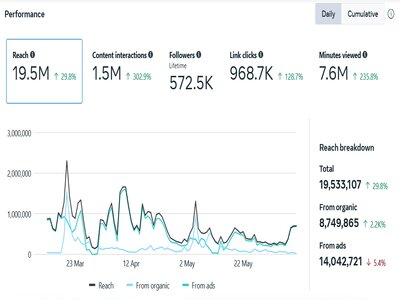 Performance
Daily Cumulative
Reach
19.5M ↑ 29.8%
Content interactions
1.5M ↑ 302.9%
Followers
Lifetime
572.5K
Link clicks
968.7K ↑ 128.7%
Minutes viewed
7.6M ↑ 235.8%
3,000,000
2,000,000
1,000,000
0
23 Mar 12 Apr 2 May 22 May
Reach From organic From ads
Reach breakdown
Total
19,533,107 ↑ 29.8%
From organic
8,749,865 ↑ 2.2K%
From ads
14,042,721 ↓ 5.4%